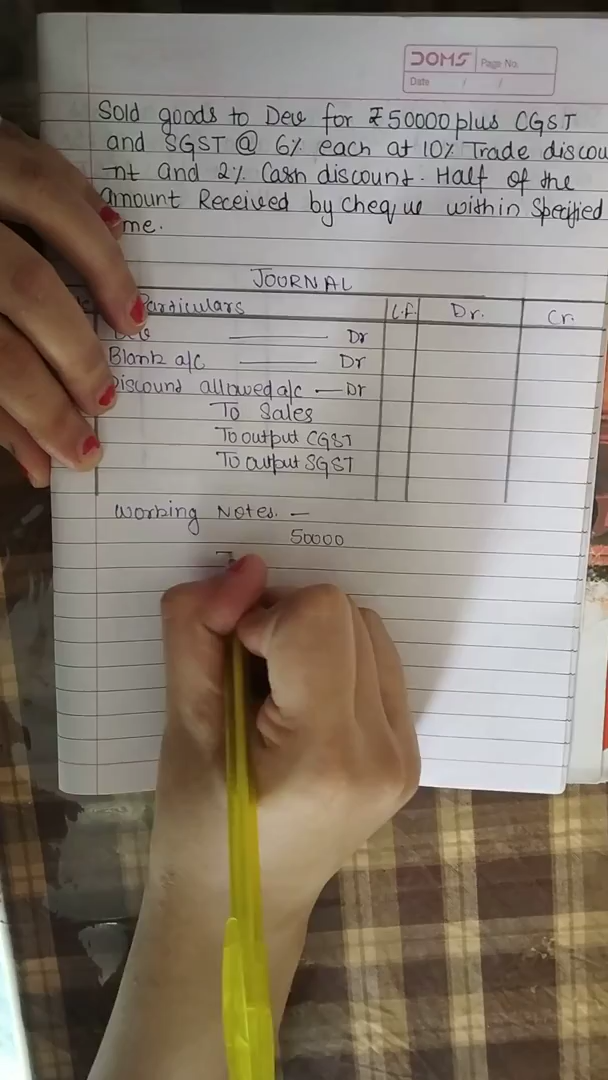 DOMS Page No.
Date / /
Sold goods to Dev for ₹50000 plus CGST
and SGST @ 6% each at 10% Trade discou
-nt and 2% Cash discount. Half of the
amount Received by cheque within Specified
me.
JOURNAL
Particulars L.f. Dr. Cr.
Dr
Blank a/c —— Dr
Discound allowed a/c — Dr
To Sales
To output CGST
To output SGST
Working Notes. —
50000